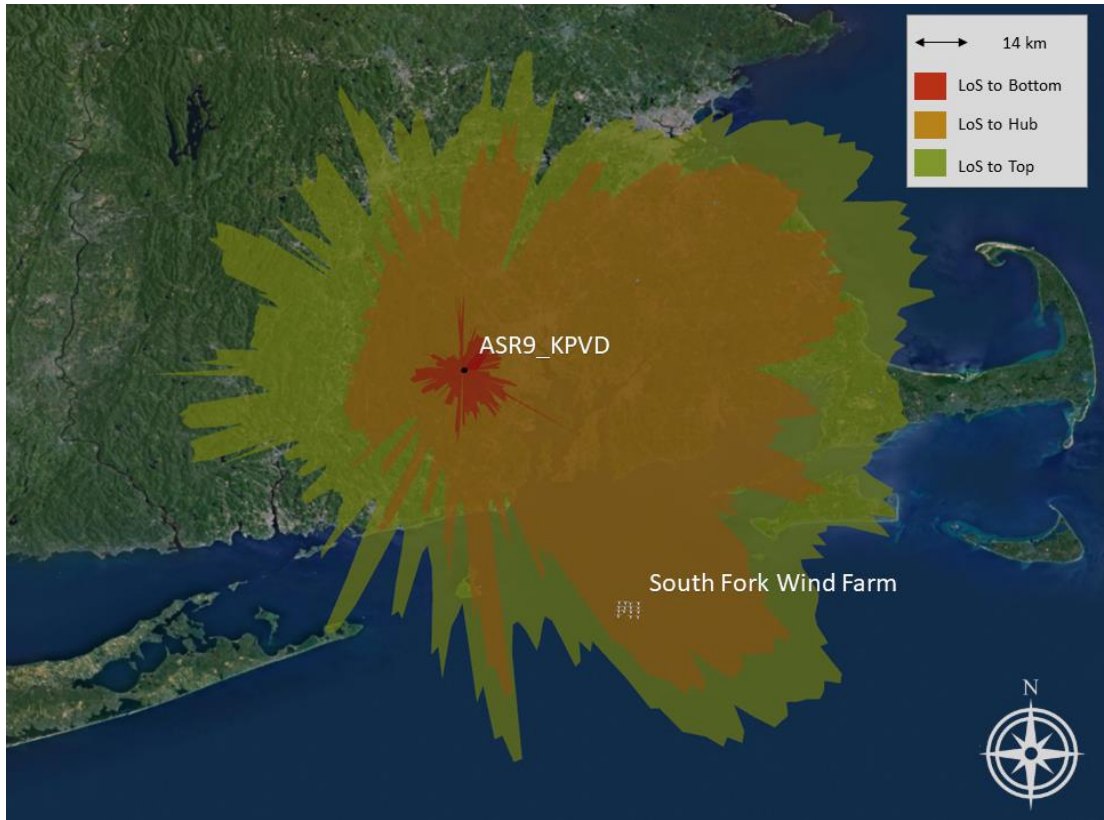 14 km
LoS to Bottom
LoS to Hub
LoS to Top
ASR9_KPVD
South Fork Wind Farm
N